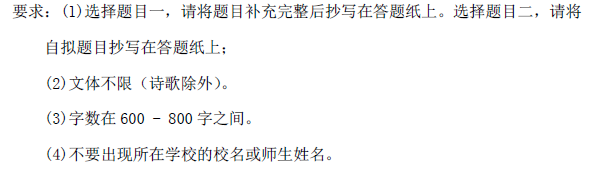 要求：(1)选择题目一，请将题目补充完整后抄写在答题纸上。选择题目二，请将
自拟题目抄写在答题纸上；
(2)文体不限（诗歌除外）。
(3)字数在 600 - 800 字之间。
(4)不要出现所在学校的校名或师生姓名。